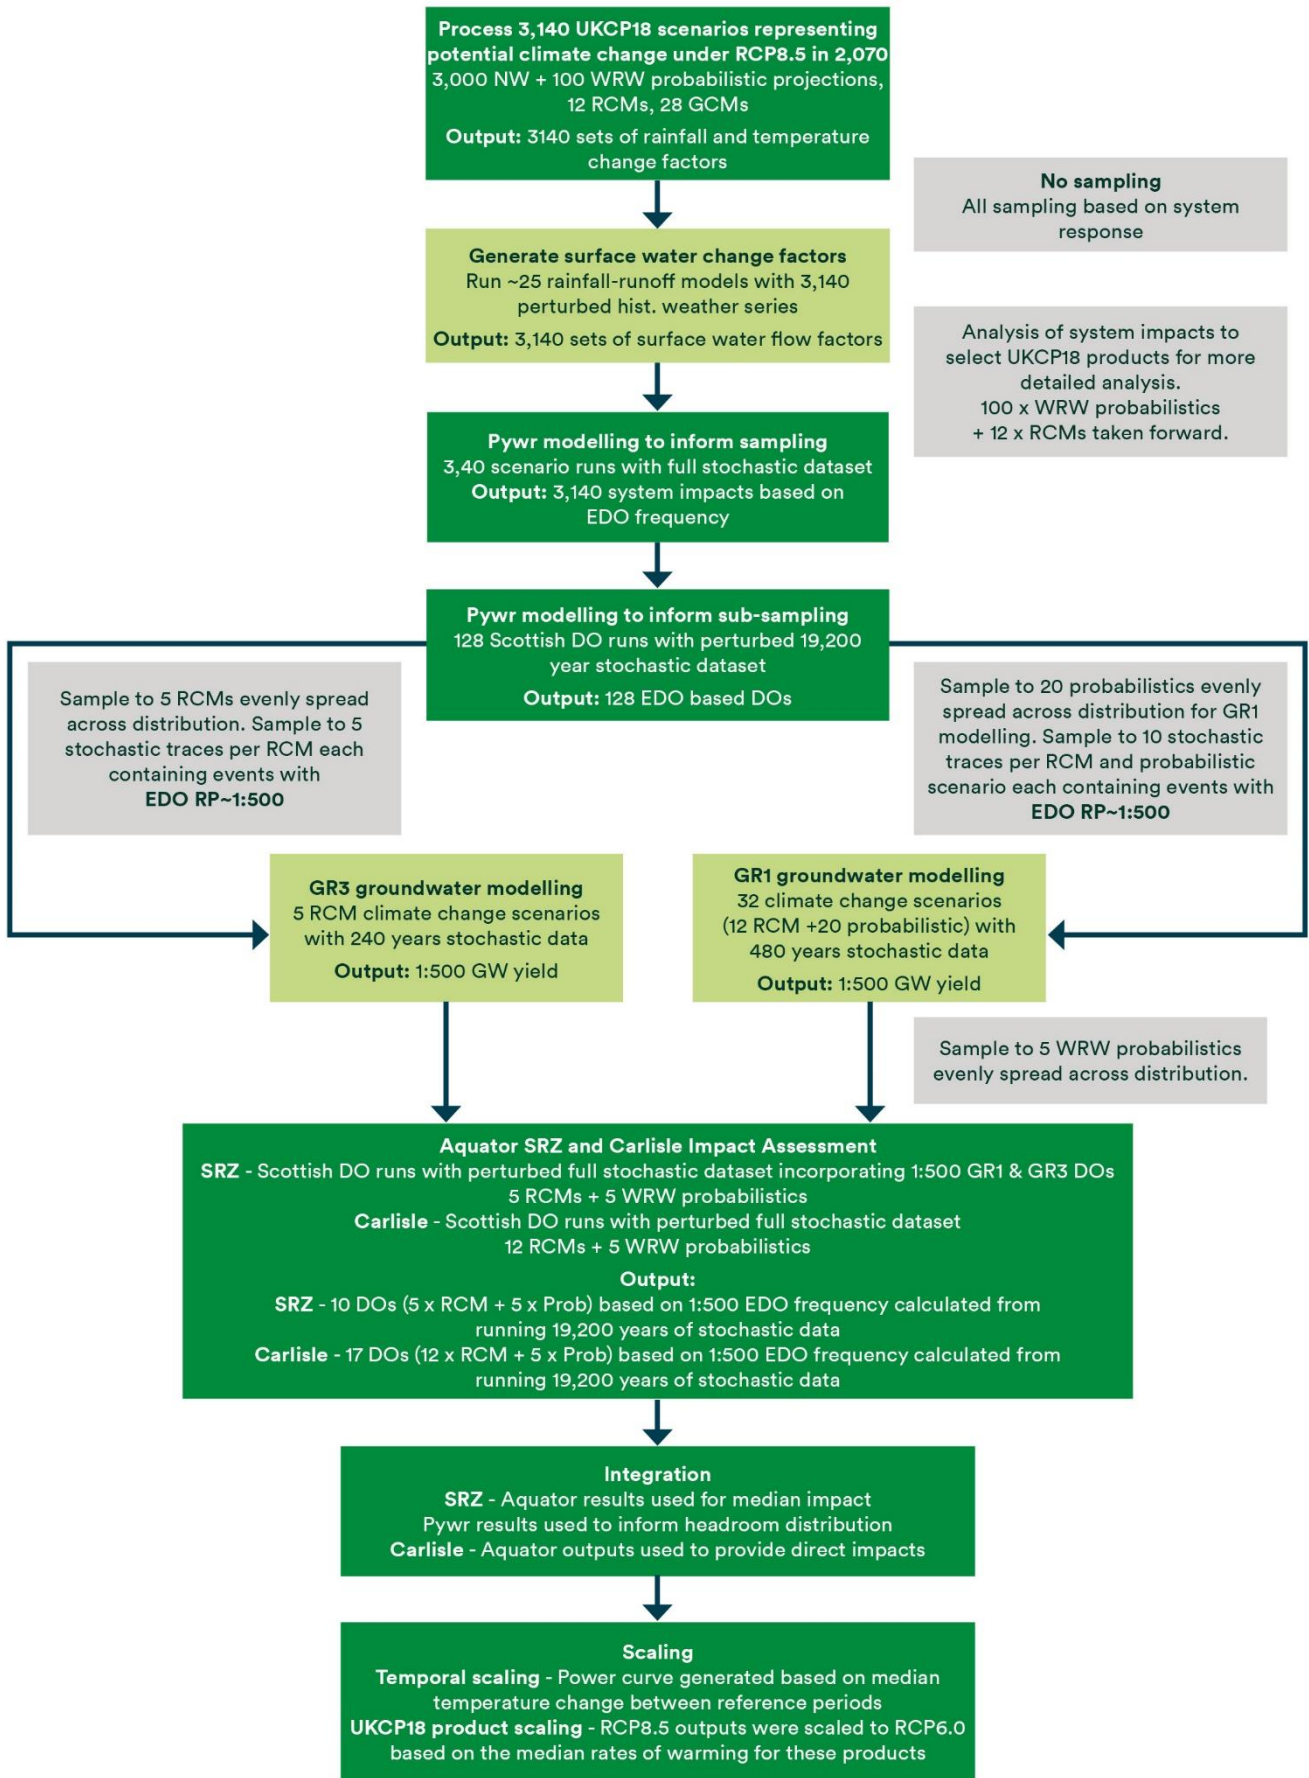 Process 3,140 UKCP18 scenarios representing
potential climate change under RCP8.5 in 2,070
3,000 NW + 100 WRW probabilistic projections,
12 RCMs, 28 GCMs
Output: 3140 sets of rainfall and temperature
change factors
No sampling
All sampling based on system
response
Generate surface water change factors
Run ~25 rainfall-runoff models with 3,140
perturbed hist. weather series
Output: 3,140 sets of surface water flow factors
Analysis of system impacts to
select UKCP18 products for more
detailed analysis.
100 x WRW probabilistics
+ 12 x RCMs taken forward.
Pywr modelling to inform sampling
3,40 scenario runs with full stochastic dataset
Output: 3,140 system impacts based on
EDO frequency
Pywr modelling to inform sub-sampling
128 Scottish DO runs with perturbed 19,200
year stochastic dataset
Output: 128 EDO based DOs
Sample to 5 RCMs evenly spread
across distribution. Sample to 5
stochastic traces per RCM each
containing events with
EDO RP~1:500
Sample to 20 probabilistics evenly
spread across distribution for GR1
modelling. Sample to 10 stochastic
traces per RCM and probabilistic
scenario each containing events with
EDO RP~1:500
GR3 groundwater modelling
5 RCM climate change scenarios
with 240 years stochastic data
Output: 1:500 GW yield
GR1 groundwater modelling
32 climate change scenarios
(12 RCM +20 probabilistic) with
480 years stochastic data
Output: 1:500 GW yield
Sample to 5 WRW probabilistics
evenly spread across distribution.
Aquator SRZ and Carlisle Impact Assessment
SRZ - Scottish DO runs with perturbed full stochastic dataset incorporating 1:500 GR1 & GR3 DOs
5 RCMs + 5 WRW probabilistics
Carlisle - Scottish DO runs with perturbed full stochastic dataset
12 RCMs + 5 WRW probabilistics
Output:
SRZ - 10 DOs (5 x RCM + 5 x Prob) based on 1:500 EDO frequency calculated from
running 19,200 years of stochastic data
Carlisle - 17 DOs (12 x RCM + 5 x Prob) based on 1:500 EDO frequency calculated from
running 19,200 years of stochastic data
Integration
SRZ - Aquator results used for median impact
Pywr results used to inform headroom distribution
Carlisle - Aquator outputs used to provide direct impacts
Scaling
Temporal scaling - Power curve generated based on median
temperature change between reference periods
UKCP18 product scaling - RCP8.5 outputs were scaled to RCP6.0
based on the median rates of warming for these products